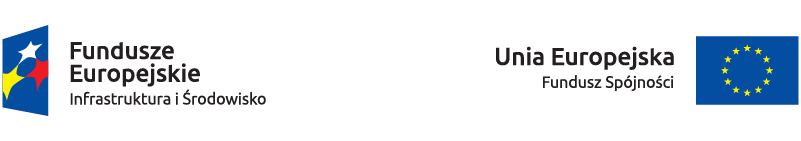 Fundusze
Europejskie
Infrastruktura i Środowisko
Unia Europejska
Fundusz Spójności